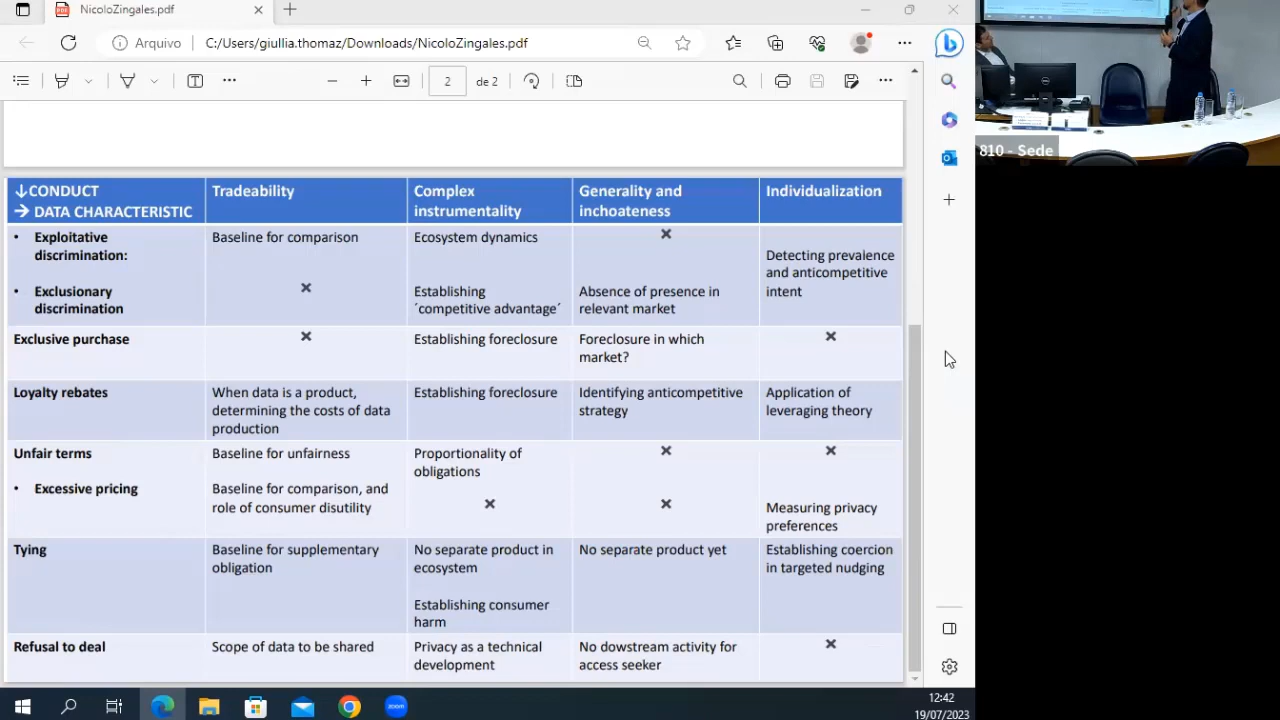 NicoloZingales.pdf
Arquivo
C:/Users/giullia.thomaz/Downloads/NicoloZingales.pdf
2
de 2
810 - Sede
↓CONDUCT
→ DATA CHARACTERISTIC
Tradeability
Complex
instrumentality
Generality and
inchoateness
Individualization
• Exploitative
discrimination:
Baseline for comparison
Ecosystem dynamics
×
Detecting prevalence
and anticompetitive
intent
• Exclusionary
discrimination
×
Establishing
´competitive advantage´
Absence of presence in
relevant market
Exclusive purchase
×
Establishing foreclosure
Foreclosure in which
market?
×
Loyalty rebates
When data is a product,
determining the costs of data
production
Establishing foreclosure
Identifying anticompetitive
strategy
Application of
leveraging theory
Unfair terms
Baseline for unfairness
Proportionality of
obligations
×
×
• Excessive pricing
Baseline for comparison, and
role of consumer disutility
×
×
Measuring privacy
preferences
Tying
Baseline for supplementary
obligation
No separate product in
ecosystem
Establishing consumer
harm
No separate product yet
Establishing coercion
in targeted nudging
Refusal to deal
Scope of data to be shared
Privacy as a technical
development
No dowstream activity for
access seeker
×
zoom
12:42
19/07/2023